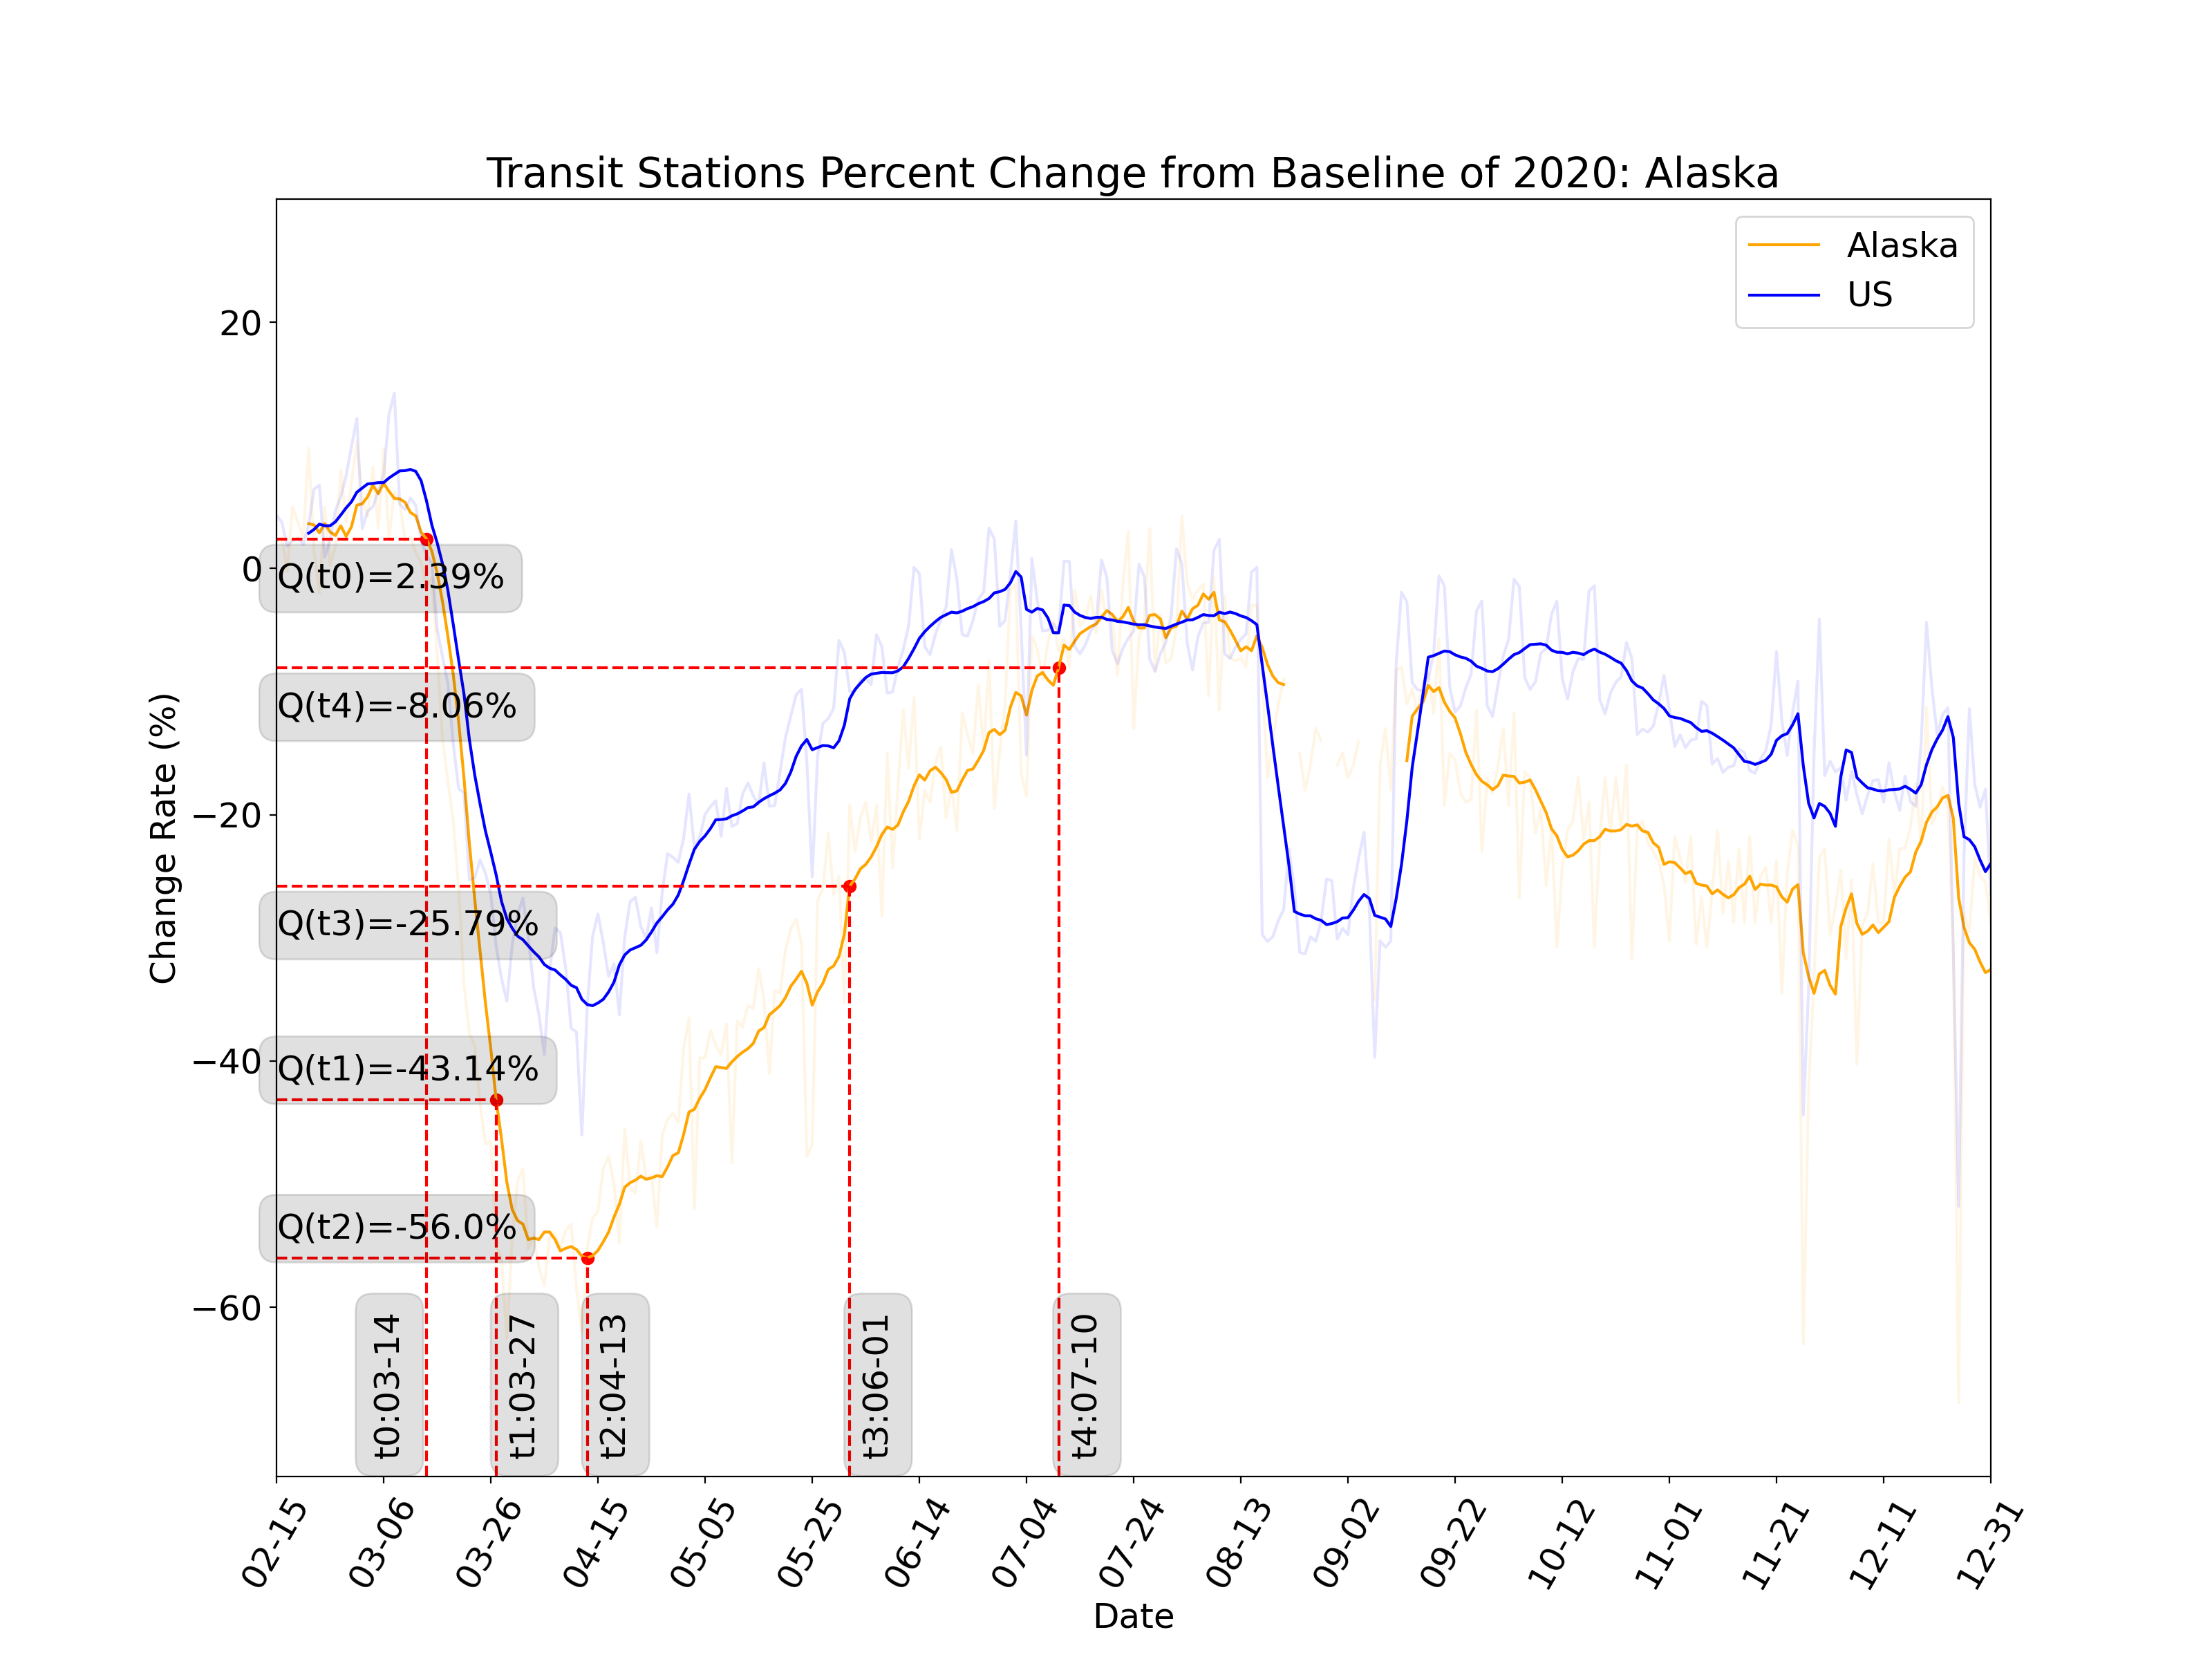 Transit Stations Percent Change from Baseline of 2020: Alaska
Alaska
US
20
0
−20
−40
−60
Change Rate (%)
Q(t0)=2.39%
Q(t4)=-8.06%
Q(t3)=-25.79%
Q(t1)=-43.14%
Q(t2)=-56.0%
t0:03-14
t1:03-27
t2:04-13
t3:06-01
t4:07-10
02-15
03-06
03-26
04-15
05-05
05-25
06-14
07-04
07-24
08-13
09-02
09-22
10-12
11-01
11-21
12-11
12-31
Date